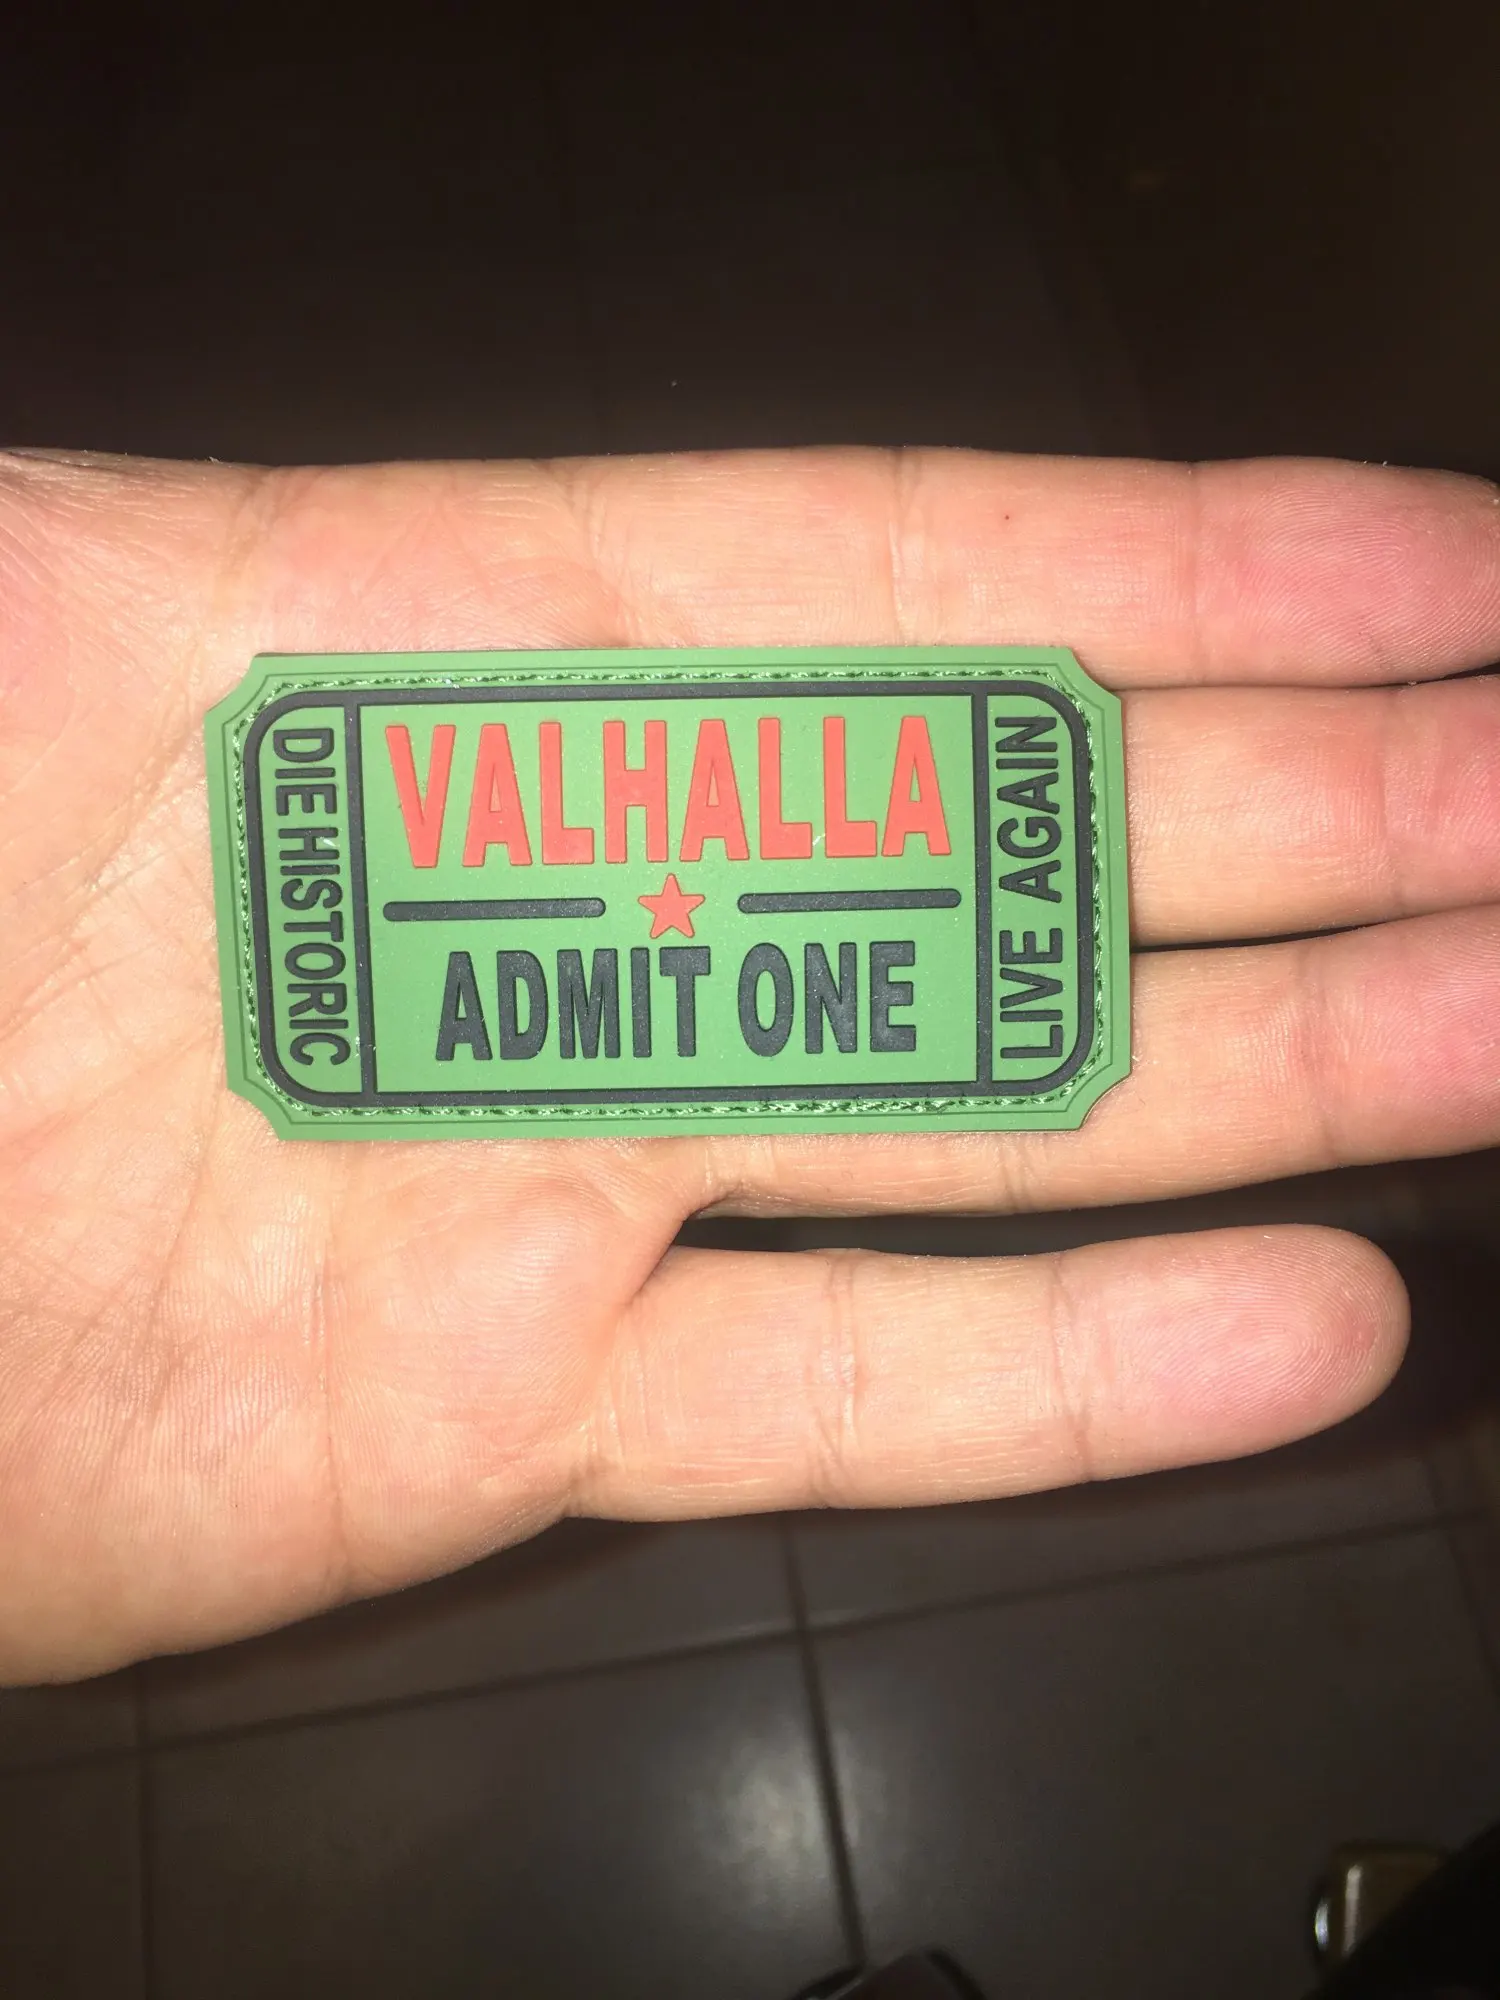 DIE HISTORIC
VALHALLA
ADMIT ONE
LIVE AGAIN